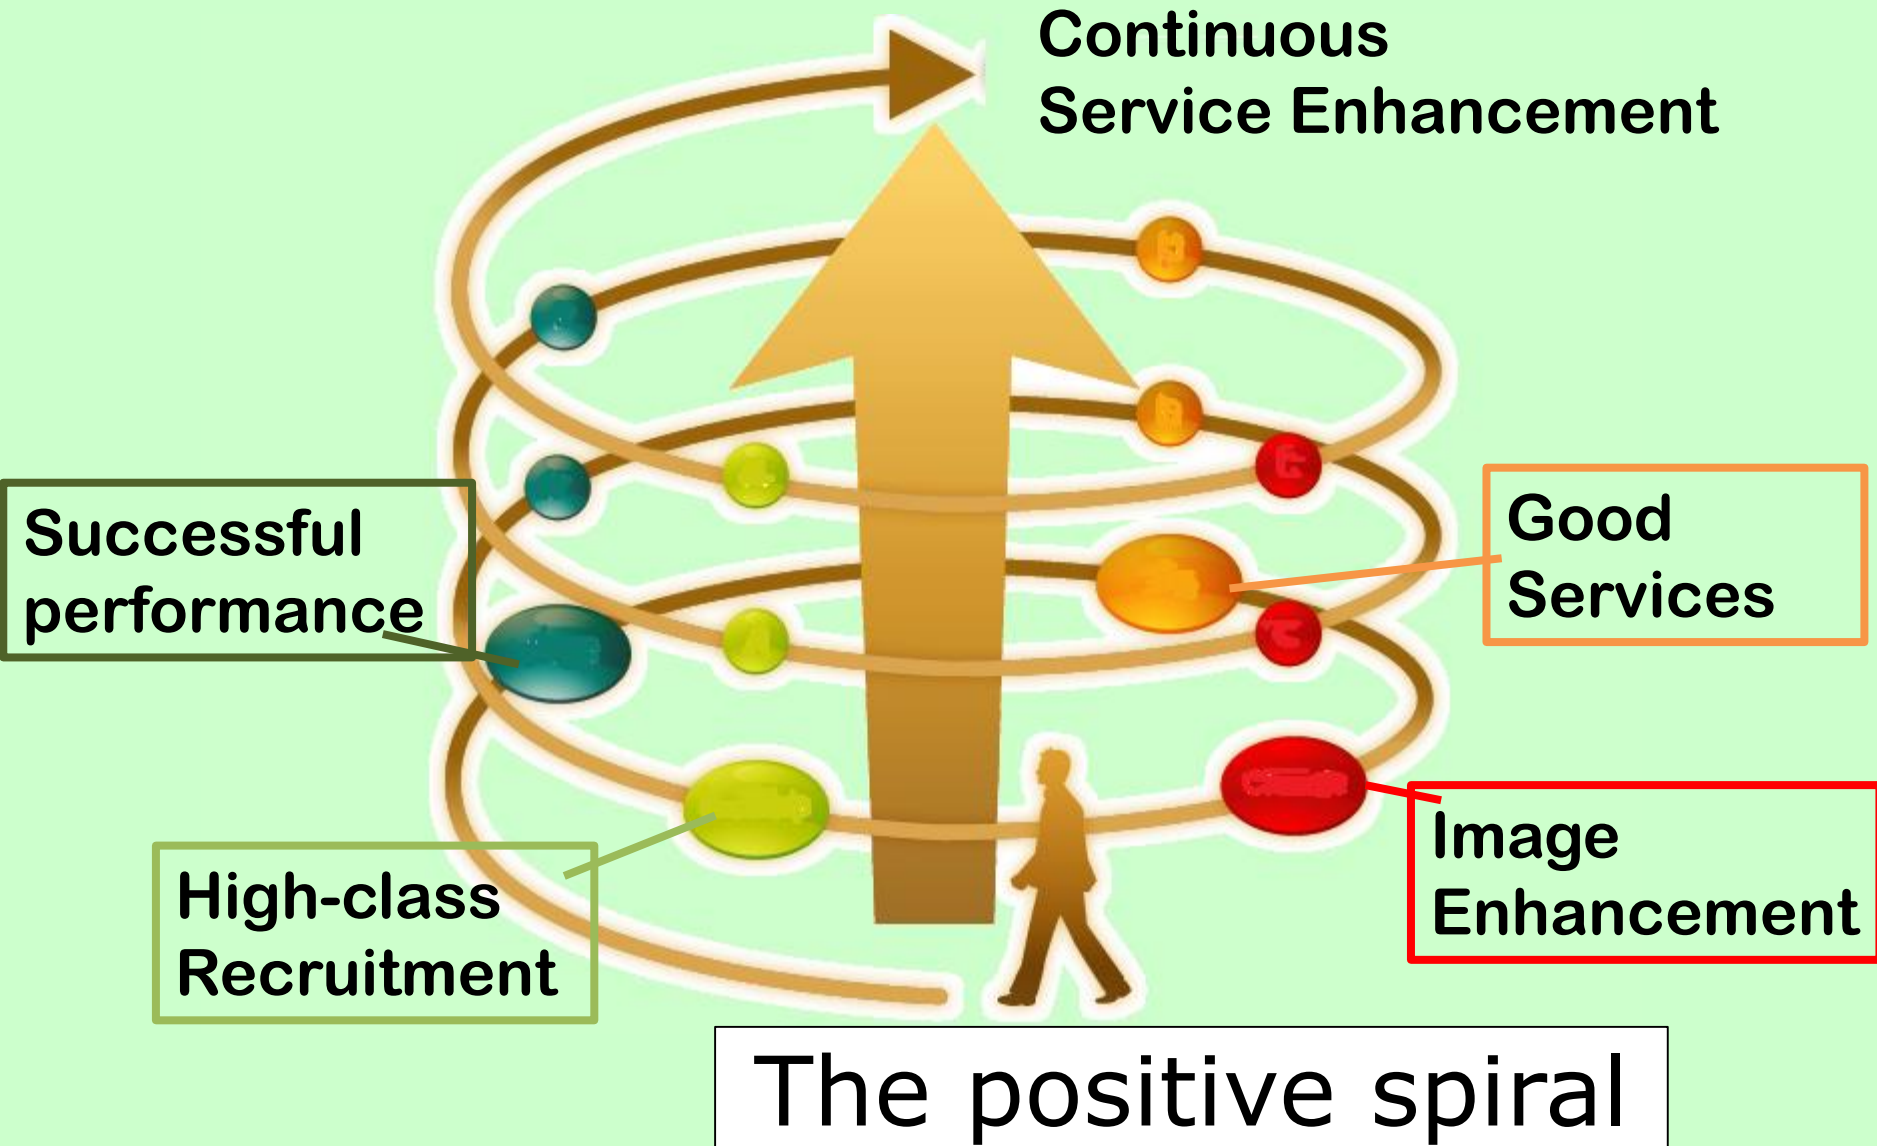 Continuous
Service Enhancement
Successful
performance
Good
Services
High-class
Recruitment
Image
Enhancement
The positive spiral